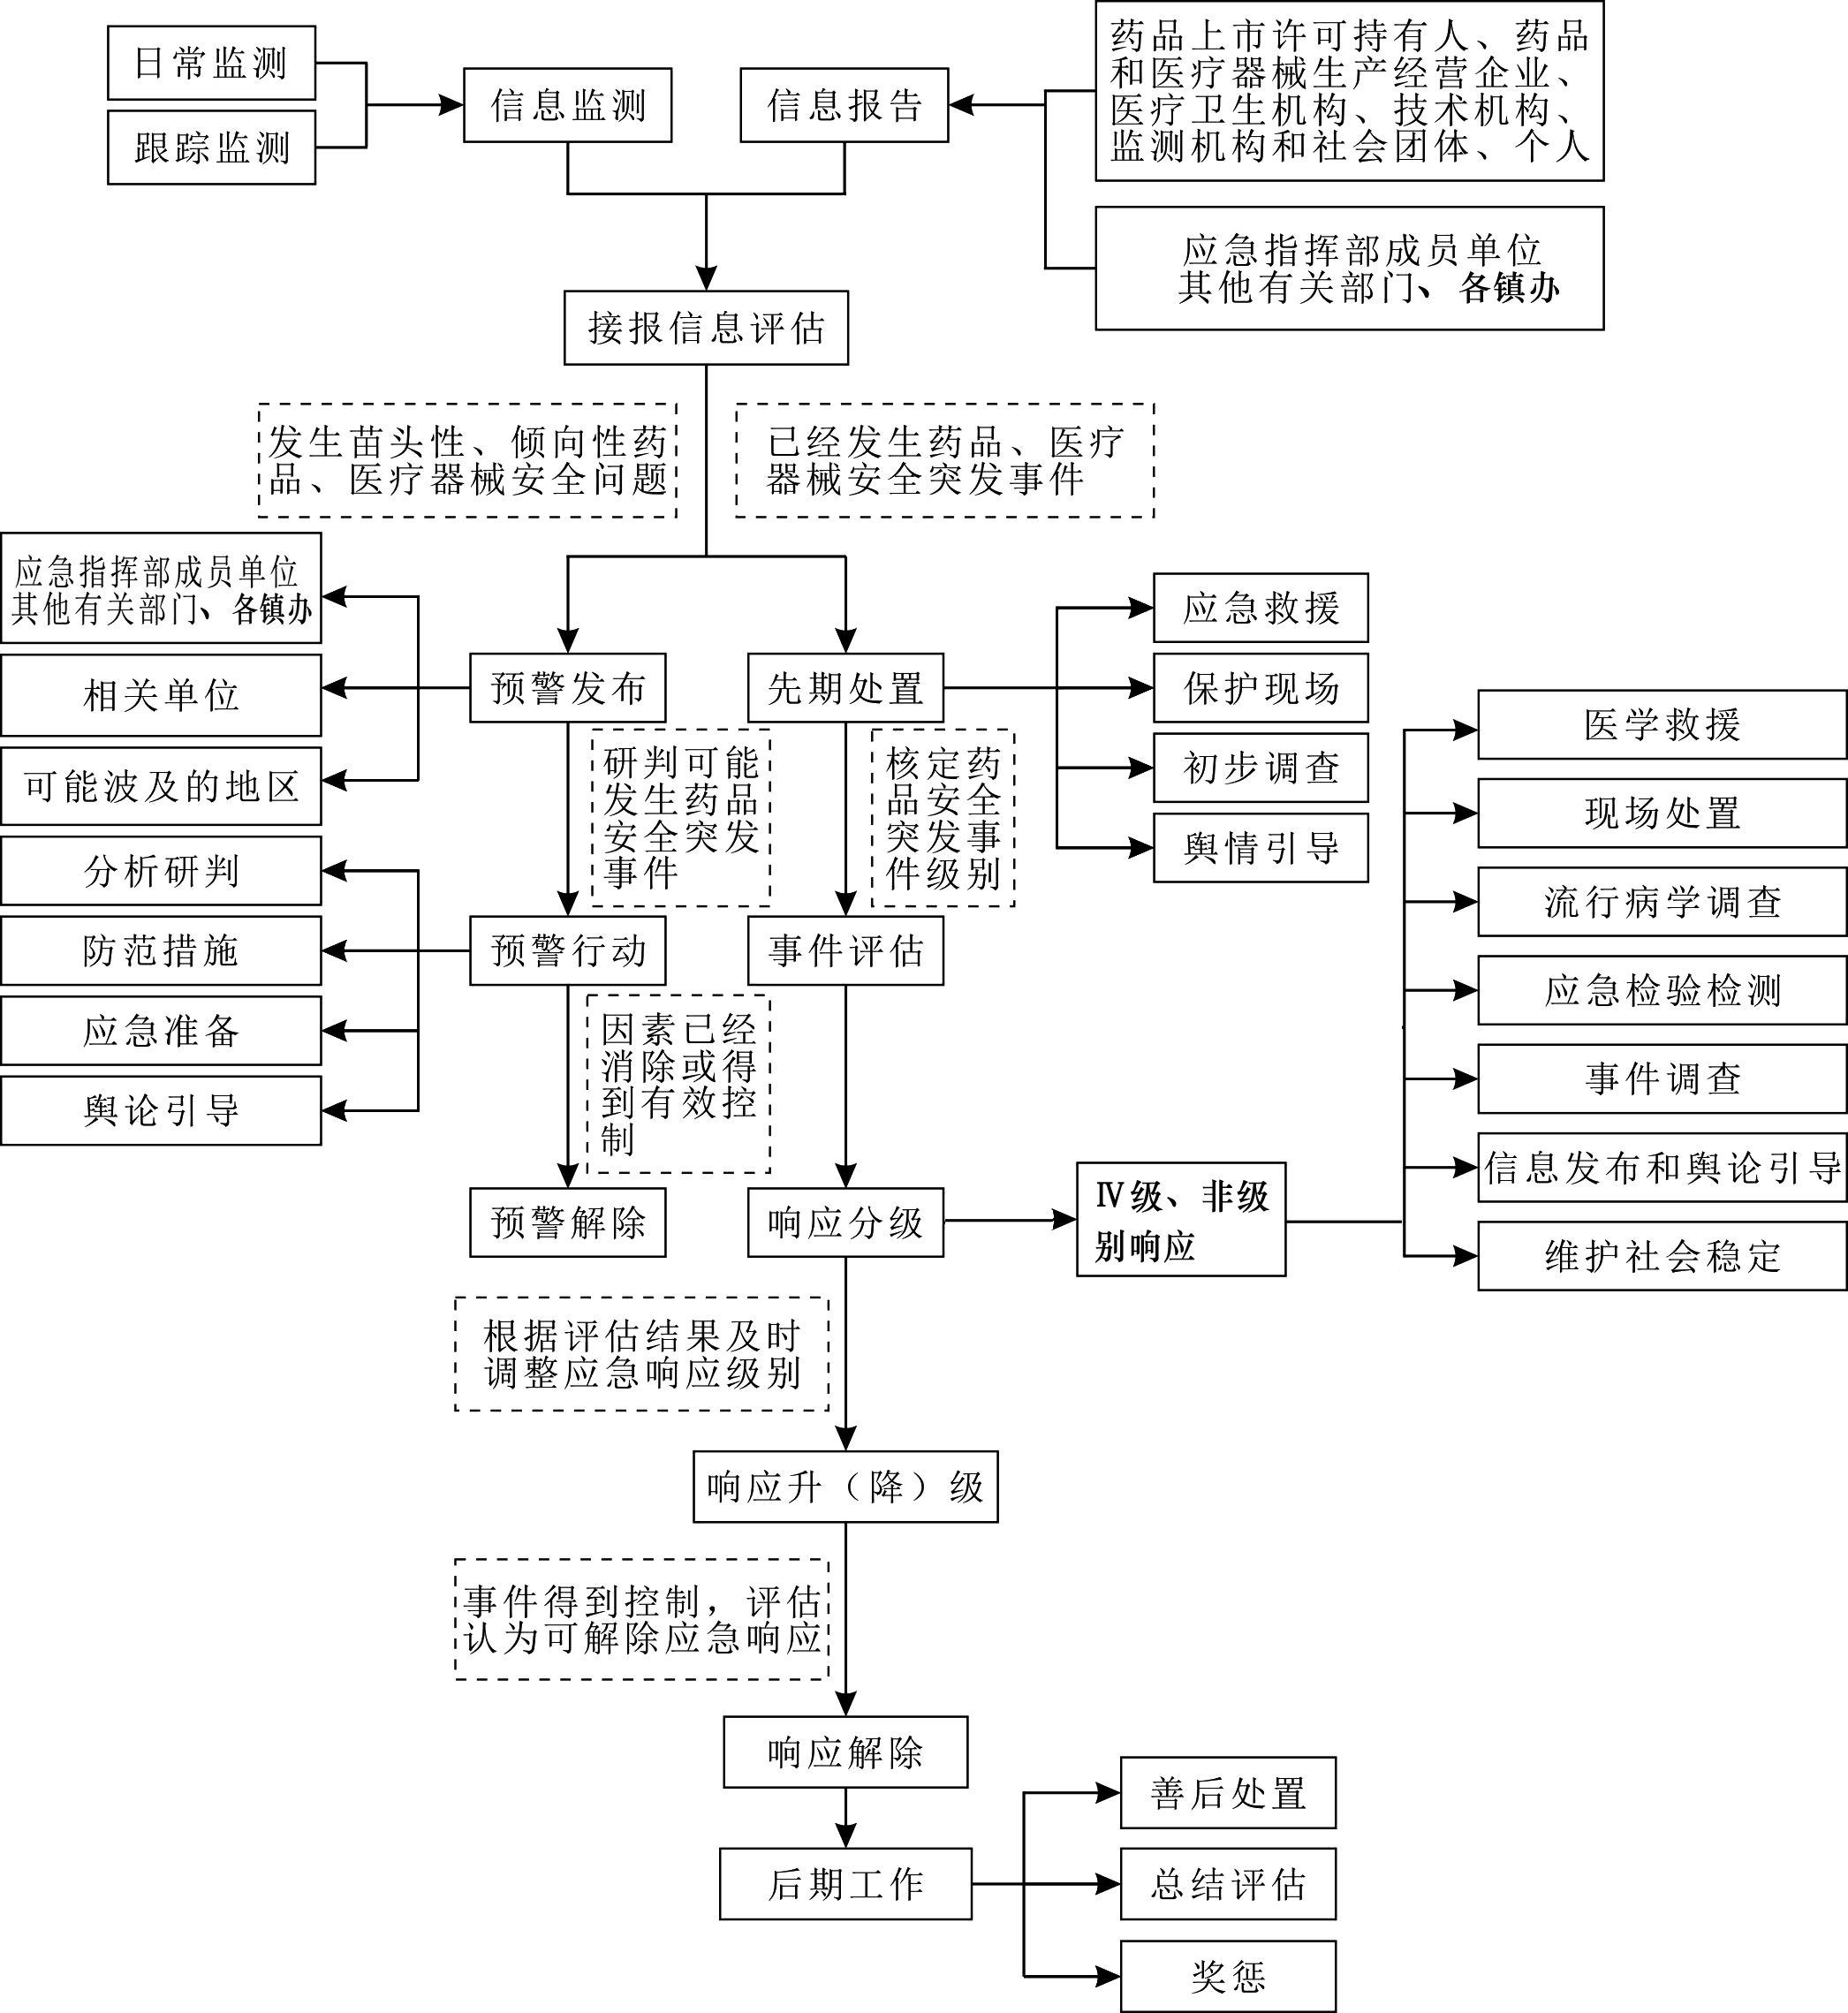 日常监测
跟踪监测
信息监测
信息报告
药品上市许可持有人、药品
和医疗器械生产经营企业、
医疗卫生机构、技术机构、
监测机构和社会团体、个人
应急指挥部成员单位
其他有关部门、各镇办
接报信息评估
发生苗头性、倾向性药
品、医疗器械安全问题
已经发生药品、医疗
器械安全突发事件
应急指挥部成员单位
其他有关部门、各镇办
相关单位
可能波及的地区
预警发布
先期处置
应急救援
保护现场
初步调查
舆情引导
研判可能
发生药品
安全突发
事件
核定药
品安全
突发事
件级别
分析研判
防范措施
应急准备
舆论引导
预警行动
事件评估
因素已经
消除或得
到有效控
制
预警解除
响应分级
Ⅳ级、非级
别响应
医学救援
现场处置
流行病学调查
应急检验检测
事件调查
信息发布和舆论引导
维护社会稳定
根据评估结果及时
调整应急响应级别
响应升（降）级
事件得到控制，评估
认为可解除应急响应
响应解除
后期工作
善后处置
总结评估
奖惩